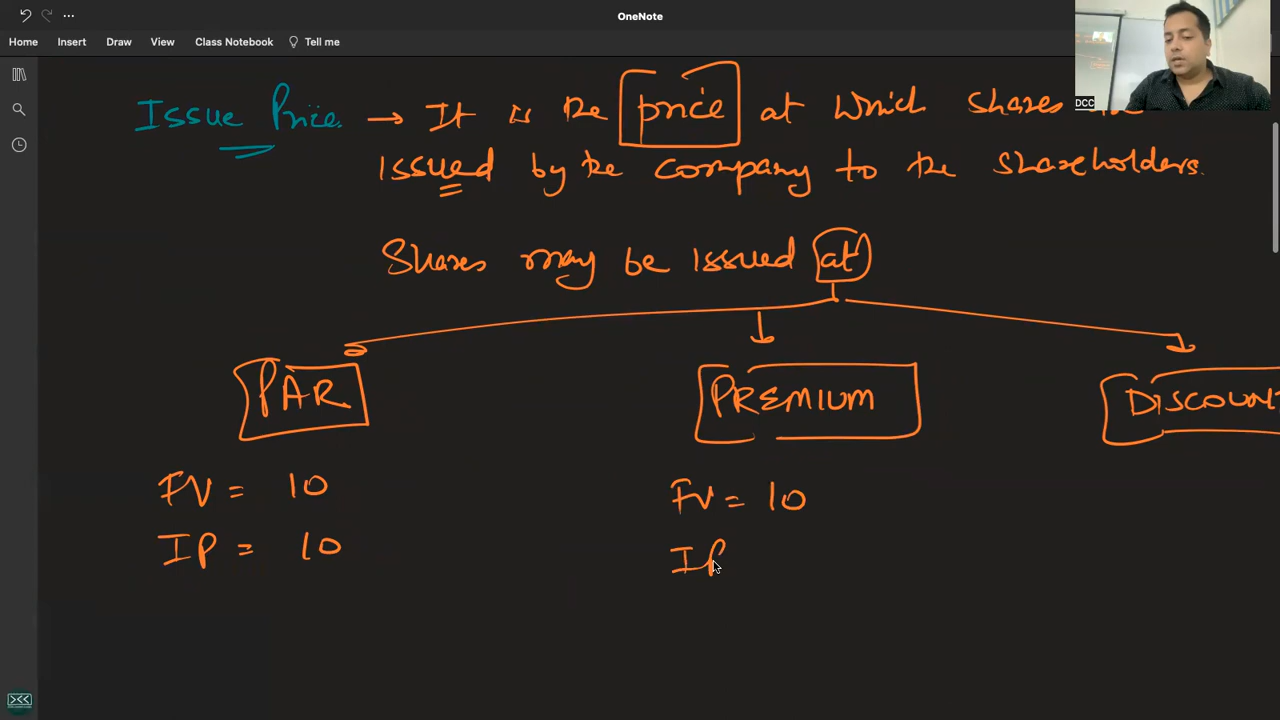 OneNote
Home Insert Draw View Class Notebook Tell me
DCC
Issue Price. → It is the price at which shares
issued by the company to the shareholders.
Shares may be issued at
PAR PREMIUM DISCOUNT
FV = 10 FV = 10
IP = 10 IP